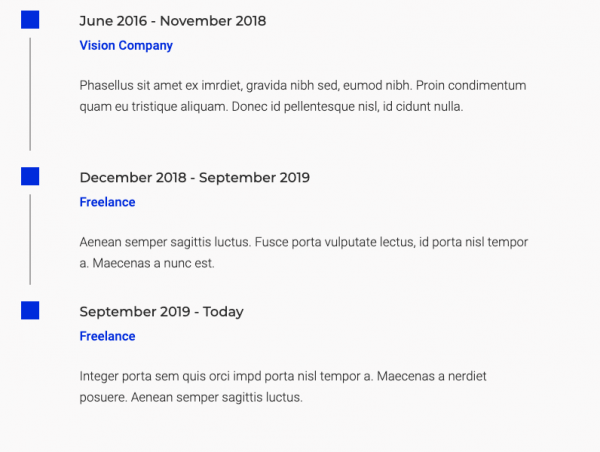 June 2016 - November 2018
Vision Company
Phasellus sit amet ex imrdiet, gravida nibh sed, eumod nibh. Proin condimentum
quam eu tristique aliquam. Donec id pellentesque nisl, id cidunt nulla.
December 2018 - September 2019
Freelance
Aenean semper sagittis luctus. Fusce porta vulputate lectus, id porta nisl tempor
a. Maecenas a nunc est.
September 2019 - Today
Freelance
Integer porta sem quis orci impd porta nisl tempor a. Maecenas a nerdiet
posuere. Aenean semper sagittis luctus.